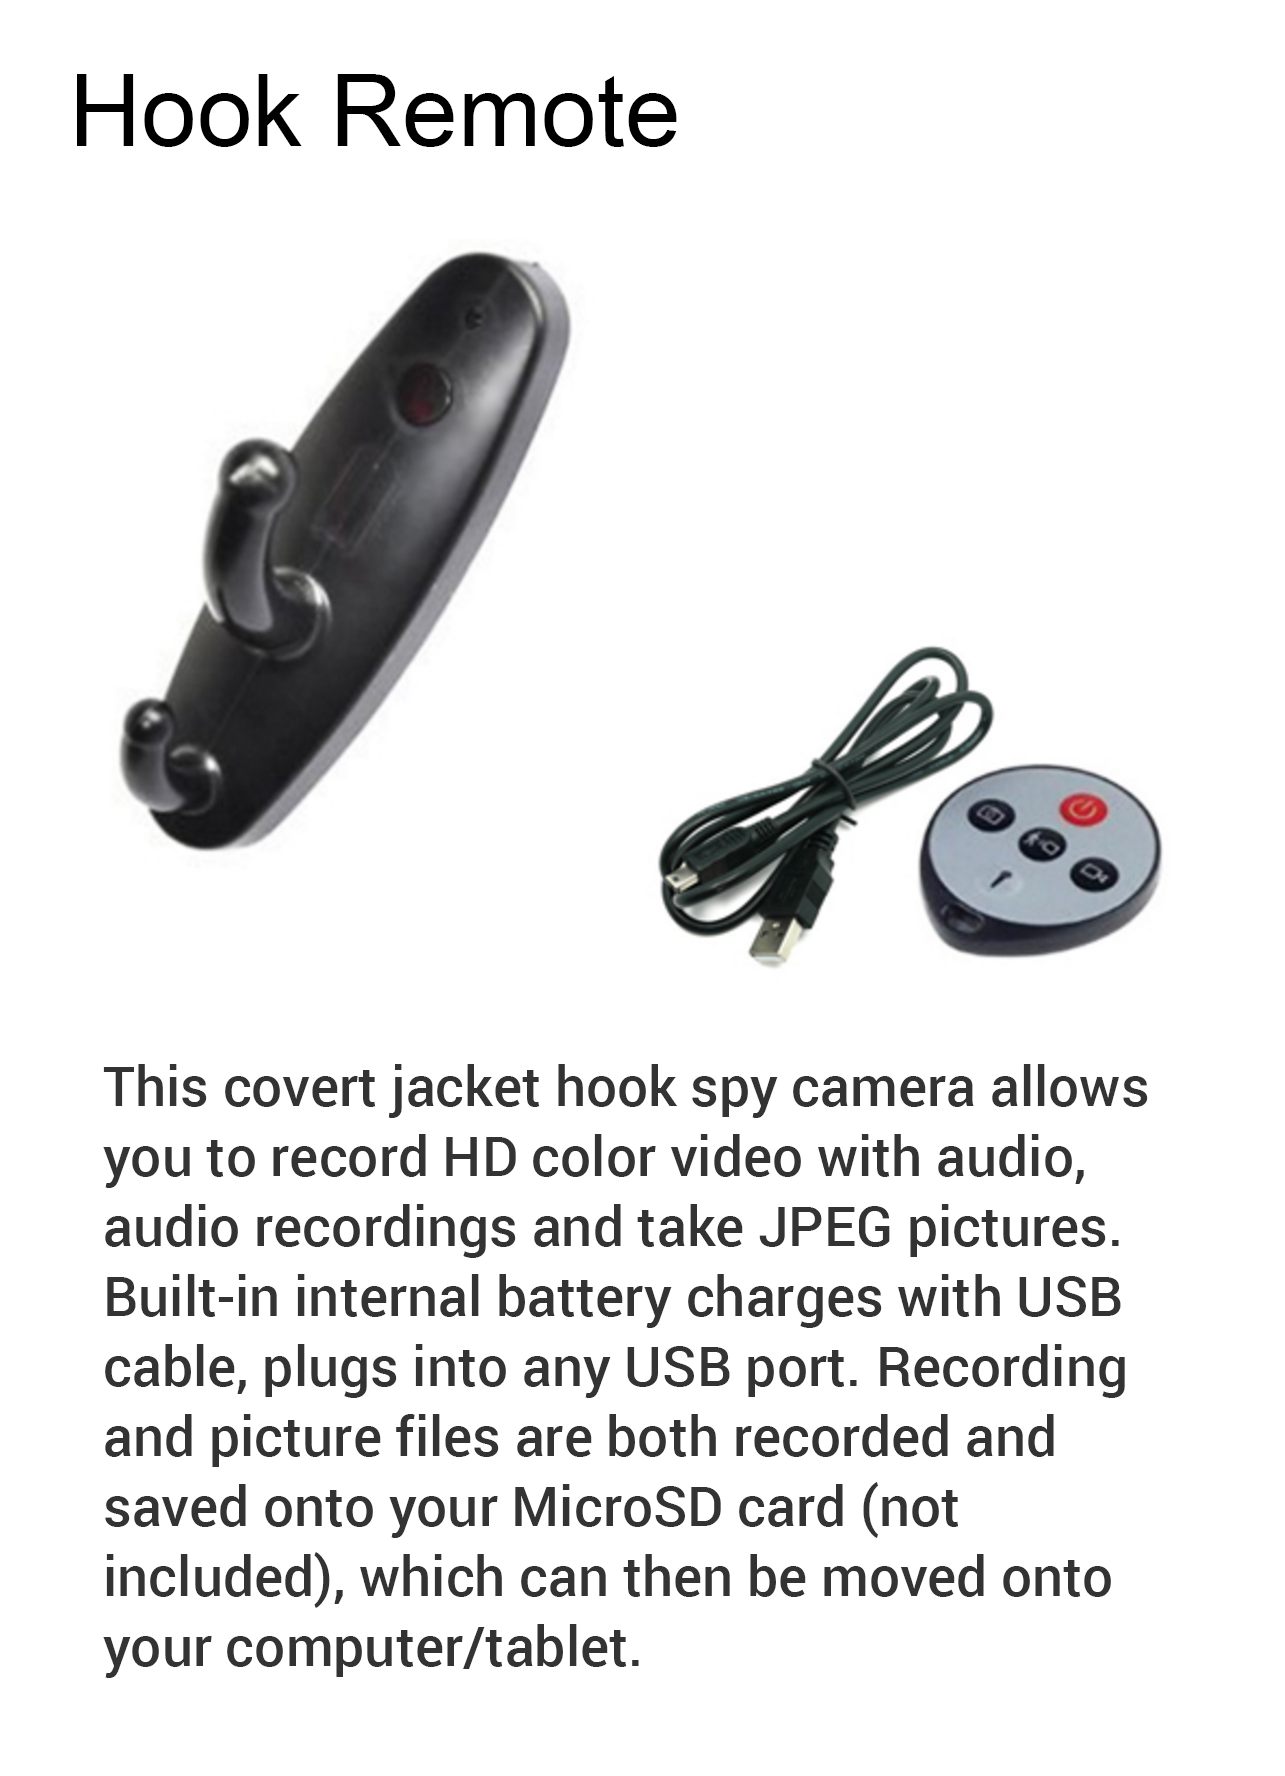 Hook Remote
This covert jacket hook spy camera allows
you to record HD color video with audio,
audio recordings and take JPEG pictures.
Built-in internal battery charges with USB
cable, plugs into any USB port. Recording
and picture files are both recorded and
saved onto your MicroSD card (not
included), which can then be moved onto
your computer/tablet.